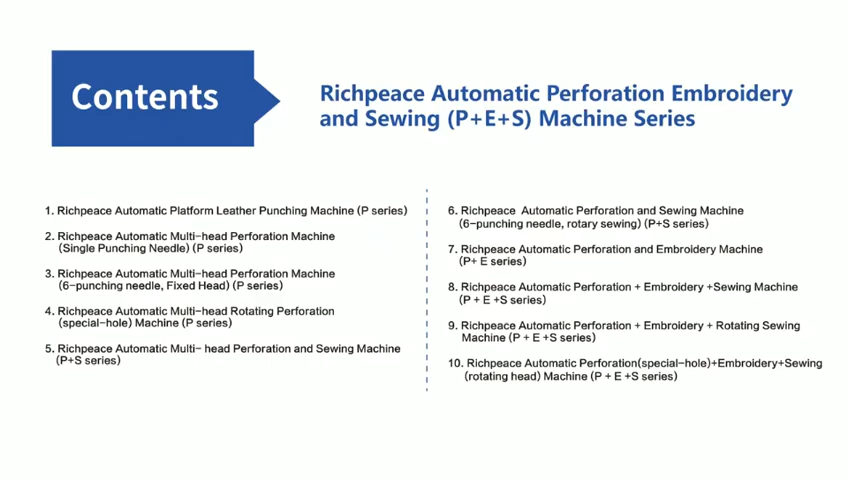 Contents
Richpeace Automatic Perforation Embroidery
and Sewing (P+E+S) Machine Series
1. Richpeace Automatic Platform Leather Punching Machine (P series)
2. Richpeace Automatic Multi-head Perforation Machine
(Single Punching Needle) (P series)
3. Richpeace Automatic Multi-head Perforation Machine
(6-punching needle, Fixed Head) (P series)
4. Richpeace Automatic Multi-head Rotating Perforation
(special-hole) Machine (P series)
5. Richpeace Automatic Multi- head Perforation and Sewing Machine
(P+S series)
6. Richpeace  Automatic Perforation and Sewing Machine
(6-punching needle, rotary sewing) (P+S series)
7. Richpeace Automatic Perforation and Embroidery Machine
(P+ E series)
8. Richpeace Automatic Perforation + Embroidery +Sewing Machine
(P + E +S series)
9. Richpeace Automatic Perforation + Embroidery + Rotating Sewing
Machine (P + E +S series)
10. Richpeace Automatic Perforation(special-hole)+Embroidery+Sewing
(rotating head) Machine (P + E +S series)